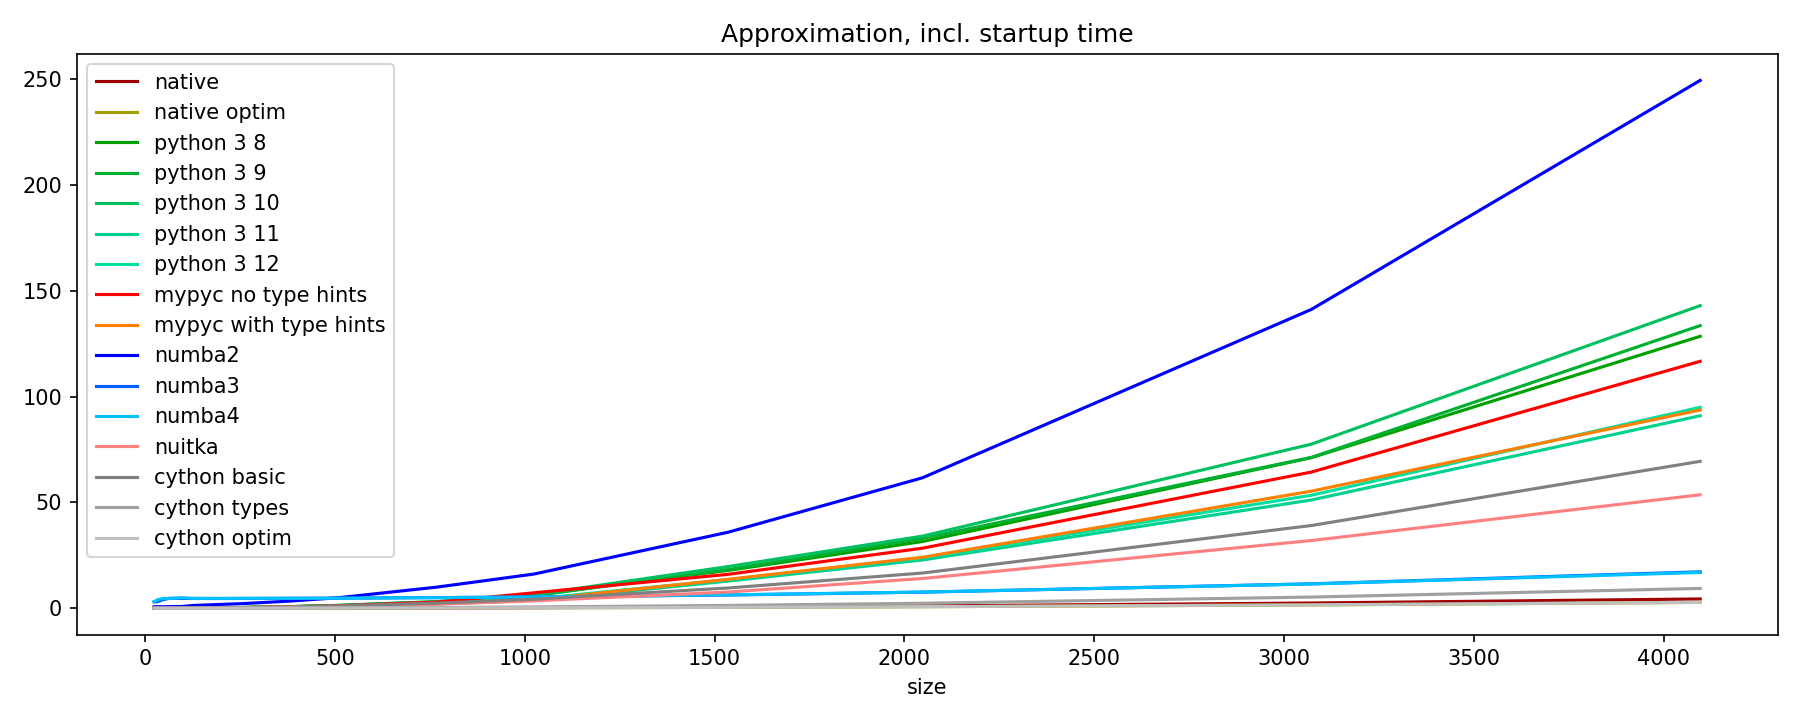 Approximation, incl. startup time
250
200
150
100
50
0
native
native optim
python 3 8
python 3 9
python 3 10
python 3 11
python 3 12
mypyc no type hints
mypyc with type hints
numba2
numba3
numba4
nuitka
cython basic
cython types
cython optim
0 500 1000 1500 2000 2500 3000 3500 4000
size